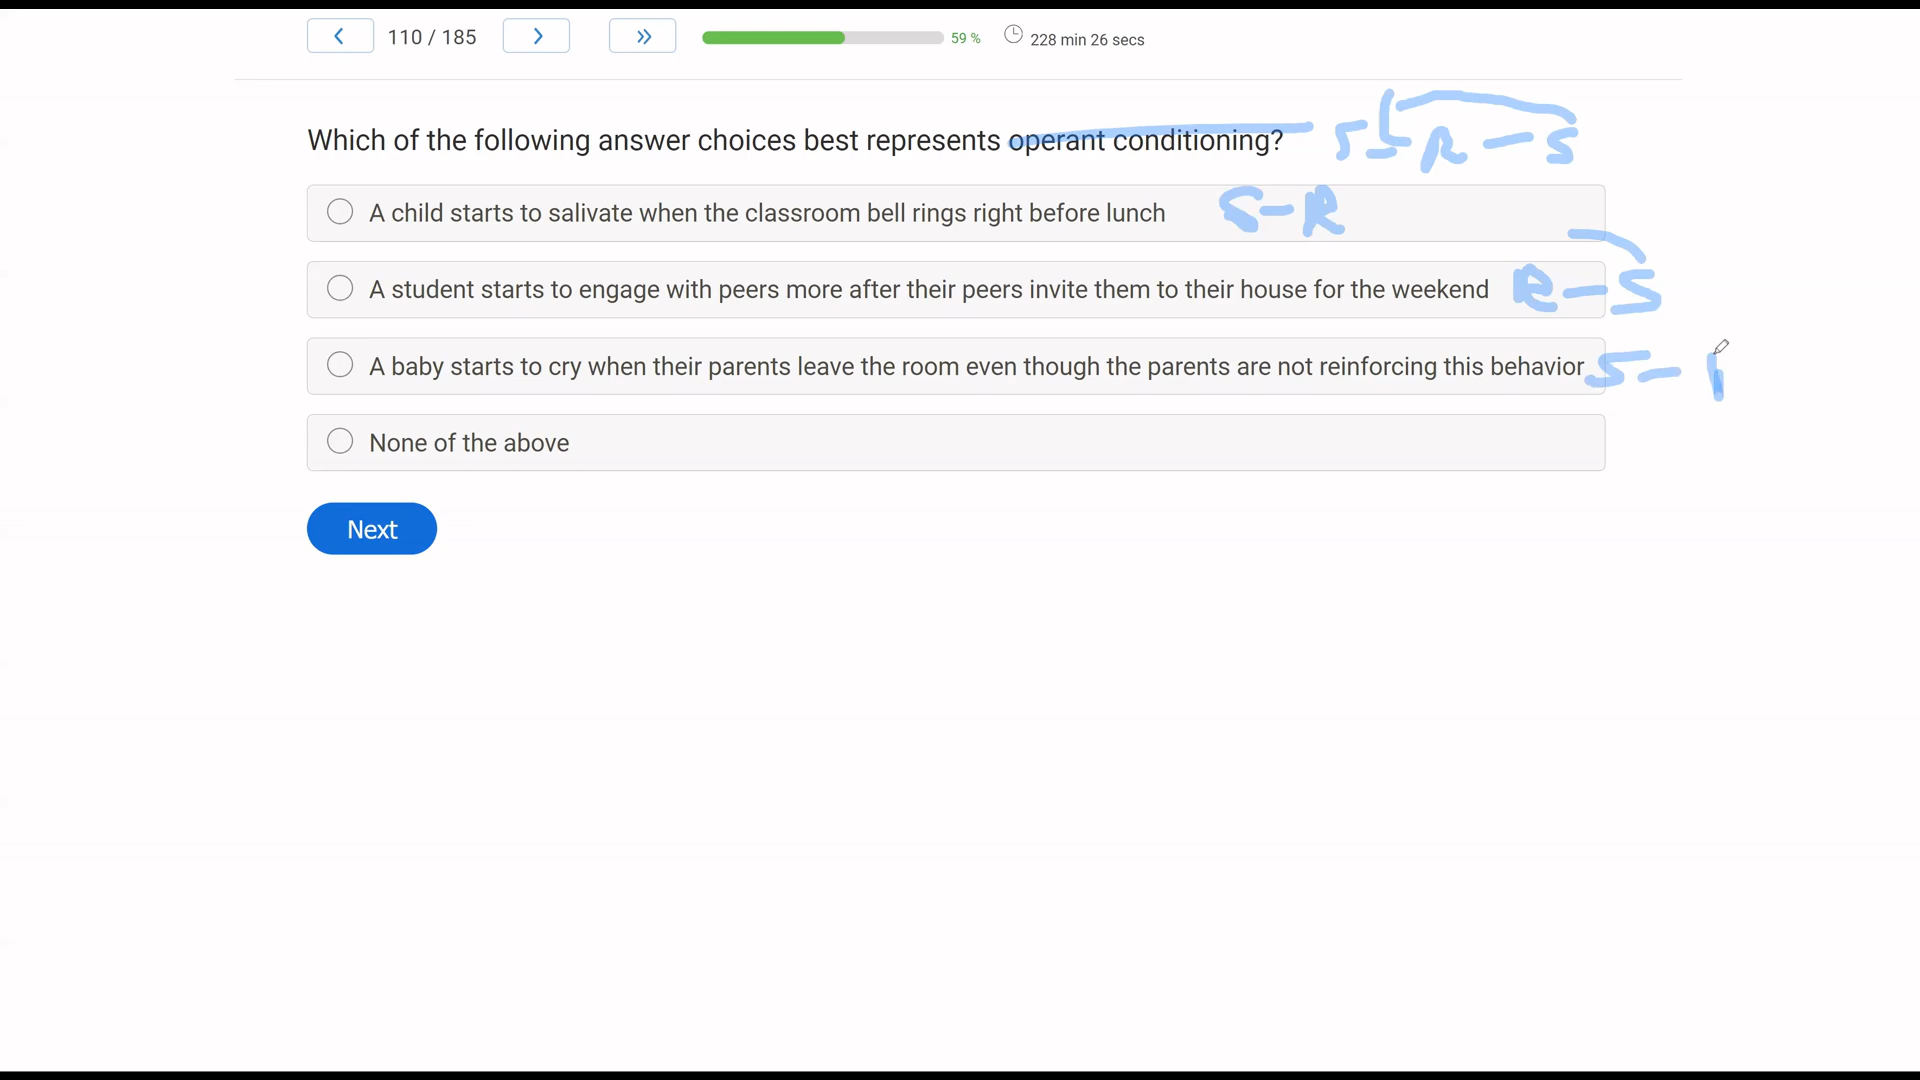 110 / 185 59 % 228 min 26 secs
Which of the following answer choices best represents operant conditioning? S - R - S
A child starts to salivate when the classroom bell rings right before lunch S - R
A student starts to engage with peers more after their peers invite them to their house for the weekend R - S
A baby starts to cry when their parents leave the room even though the parents are not reinforcing this behavior S -
None of the above
Next